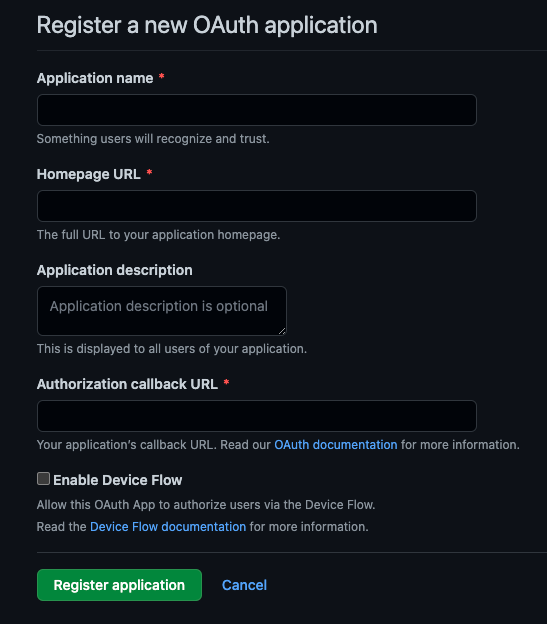 Register a new OAuth application
Application name *
Something users will recognize and trust.
Homepage URL *
The full URL to your application homepage.
Application description
Application description is optional
This is displayed to all users of your application.
Authorization callback URL *
Your application’s callback URL. Read our OAuth documentation for more information.
Enable Device Flow
Allow this OAuth App to authorize users via the Device Flow.
Read the Device Flow documentation for more information.
Register application Cancel